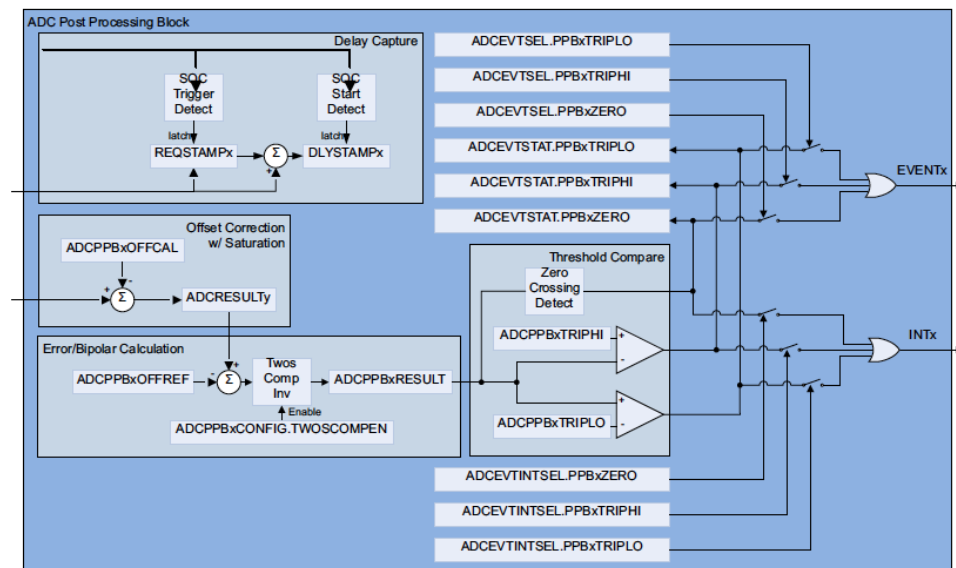 ADC Post Processing Block
Delay Capture
SOC
Trigger
Detect
SOC
Start
Detect
latch
latch
REQSTAMPx
Σ
DLYSTAMPx
+
-
Offset Correction
w/ Saturation
ADCPPBxOFFCAL
-
+
Σ
ADCRESULTy
Error/Bipolar Calculation
ADCPPBxOFFREF
-
+
Σ
Twos
Comp
Inv
ADCPPBxRESULT
Enable
ADCPPBxCONFIG.TWOSCOMPEN
ADCEVTSEL.PPBxTRIPLO
ADCEVTSEL.PPBxTRIPHI
ADCEVTSEL.PPBxZERO
ADCEVTSTAT.PPBxTRIPLO
ADCEVTSTAT.PPBxTRIPHI
ADCEVTSTAT.PPBxZERO
Threshold Compare
Zero
Crossing
Detect
ADCPPBxTRIPHI
+
-
+
ADCPPBxTRIPLO
-
ADCEVTINTSEL.PPBxZERO
ADCEVTINTSEL.PPBxTRIPHI
ADCEVTINTSEL.PPBxTRIPLO
EVENTx
INTx